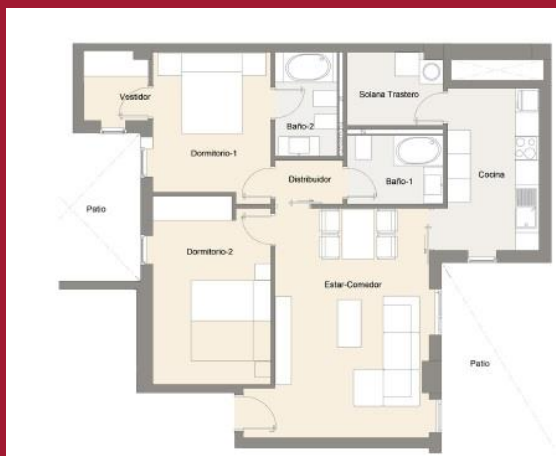 Vestidor
Solana Trastero
Baño-2
Dormitorio-1
Distribuidor
Baño-1
Cocina
Patio
Dormitorio-2
Estar-Comedor
Patio